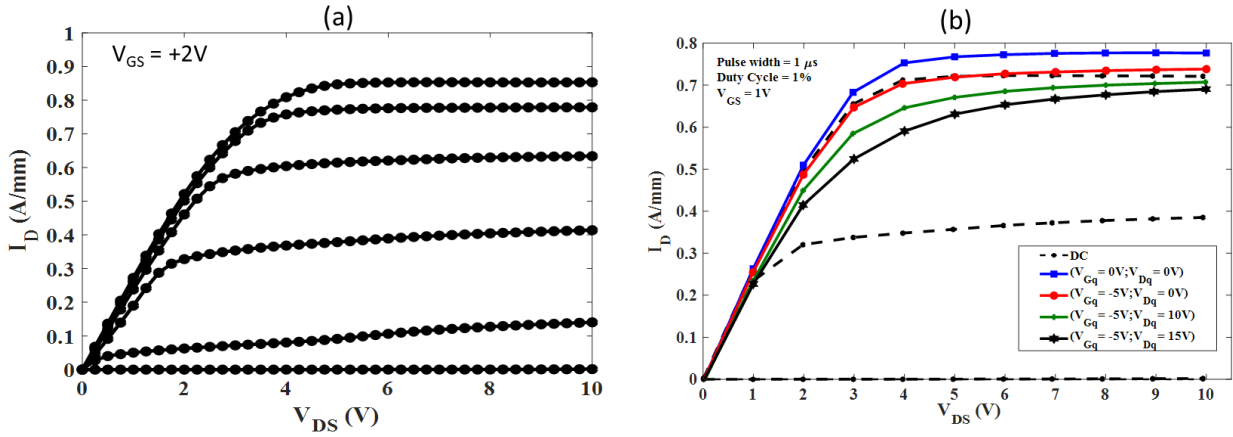 (a)
V_GS = +2V
1
0.9
0.8
0.7
0.6
0.5
0.4
0.3
0.2
0.1
0
I_D (A/mm)
0 2 4 6 8 10
V_DS (V)
(b)
0.8
0.7
0.6
0.5
0.4
0.3
0.2
0.1
0
I_D (A/mm)
Pulse width = 1 μs
Duty Cycle = 1%
V_GS = 1V
DC
(V_Gq = 0V;V_Dq = 0V)
(V_Gq = -5V;V_Dq = 0V)
(V_Gq = -5V;V_Dq = 10V)
(V_Gq = -5V;V_Dq = 15V)
0 1 2 3 4 5 6 7 8 9 10
V_DS (V)